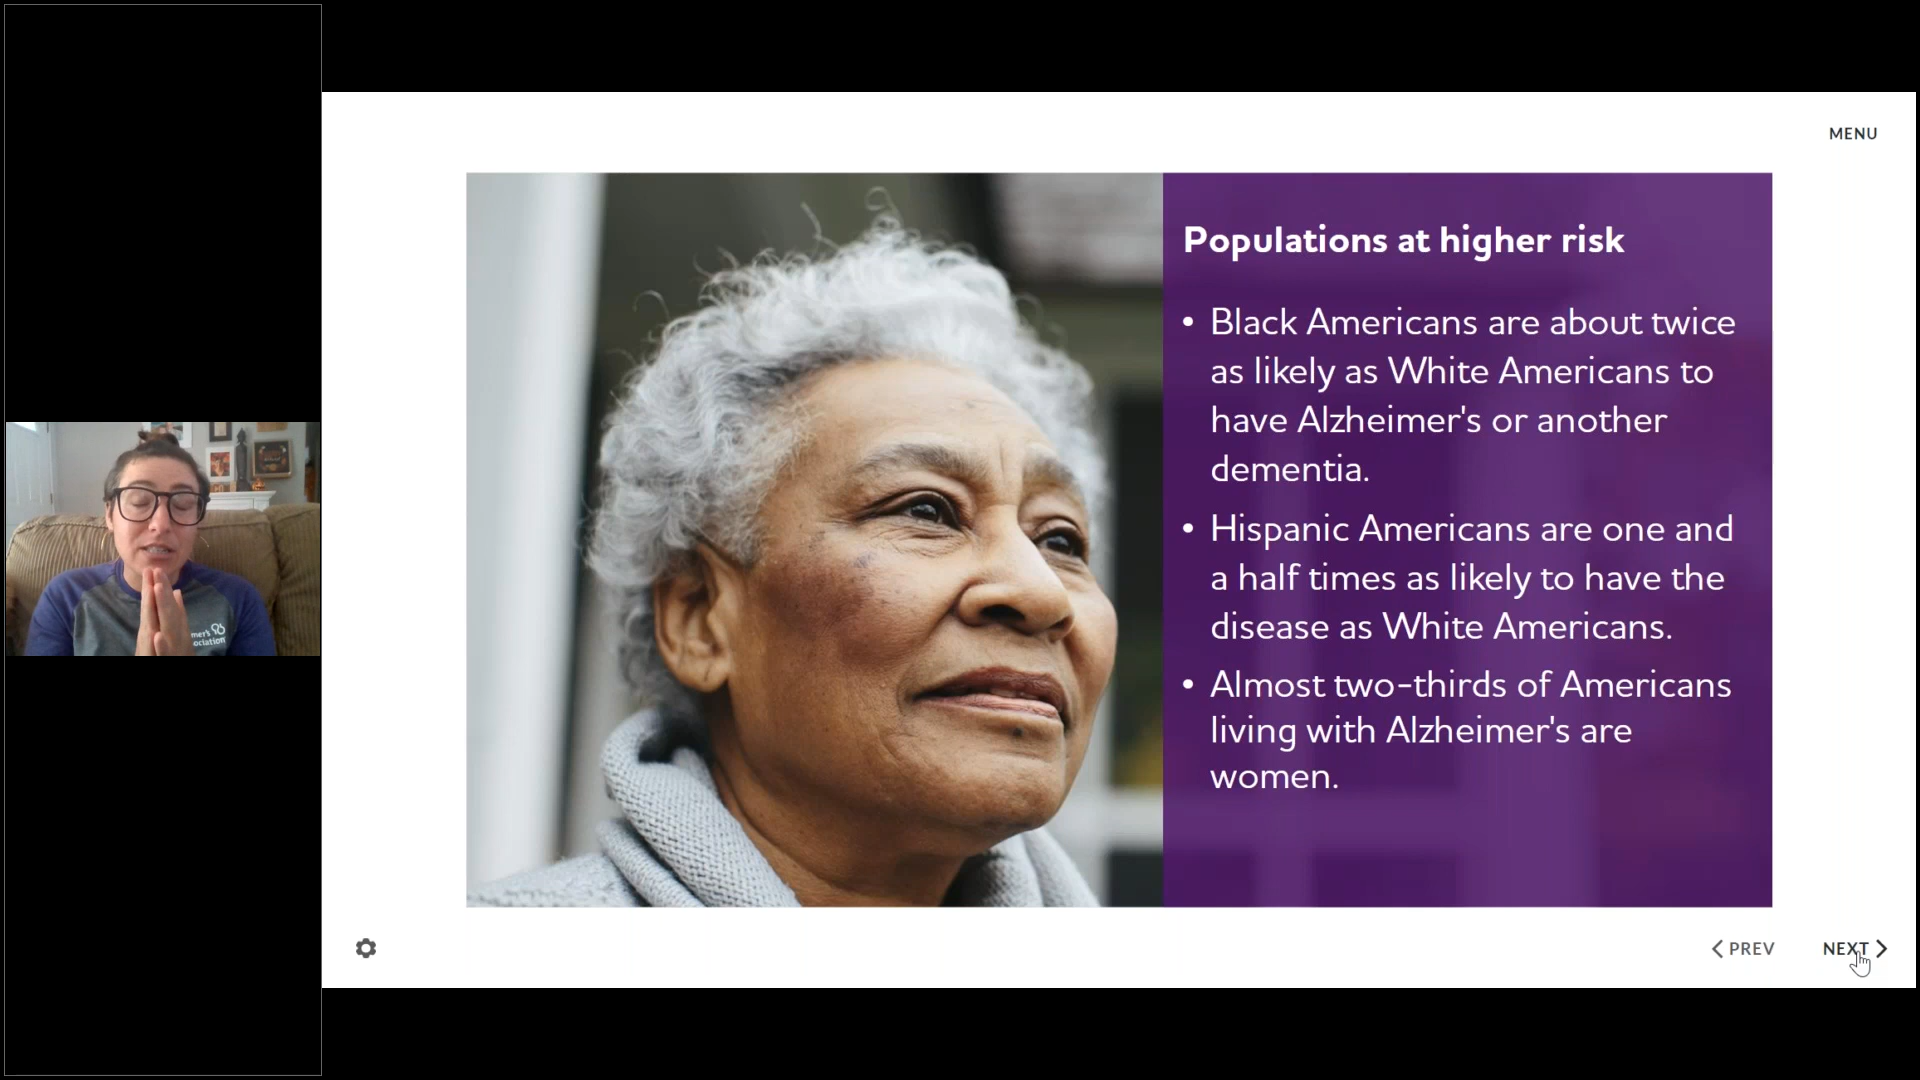 MENU
Populations at higher risk
• Black Americans are about twice
as likely as White Americans to
have Alzheimer's or another
dementia.
• Hispanic Americans are one and
a half times as likely to have the
disease as White Americans.
• Almost two-thirds of Americans
living with Alzheimer's are
women.
mer's
ociation
PREV
NEXT